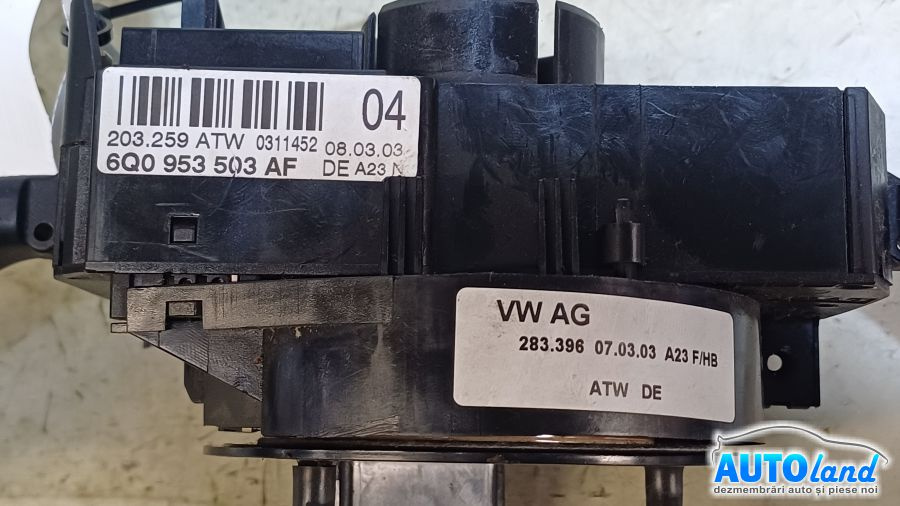 04
203.259 ATW 0311452 08.03.03
6Q0 953 503 AF DE A23 N
VW AG
283.396 07.03.03 A23 F/HB
ATW DE
AUTOland
dezmembrări auto și piese noi